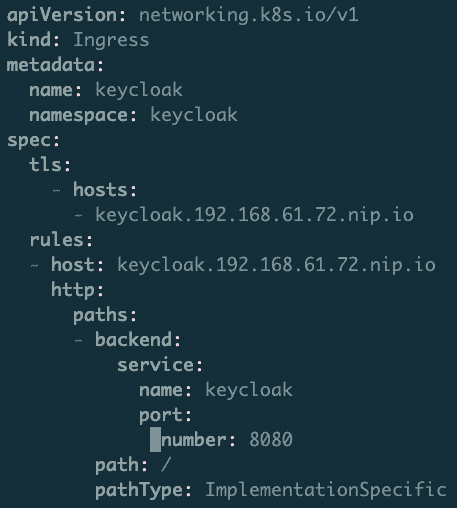 apiVersion: networking.k8s.io/v1
kind: Ingress
metadata:
  name: keycloak
  namespace: keycloak
spec:
  tls:
    - hosts:
      - keycloak.192.168.61.72.nip.io
  rules:
  - host: keycloak.192.168.61.72.nip.io
    http:
      paths:
      - backend:
          service:
            name: keycloak
            port:
              number: 8080
        path: /
        pathType: ImplementationSpecific